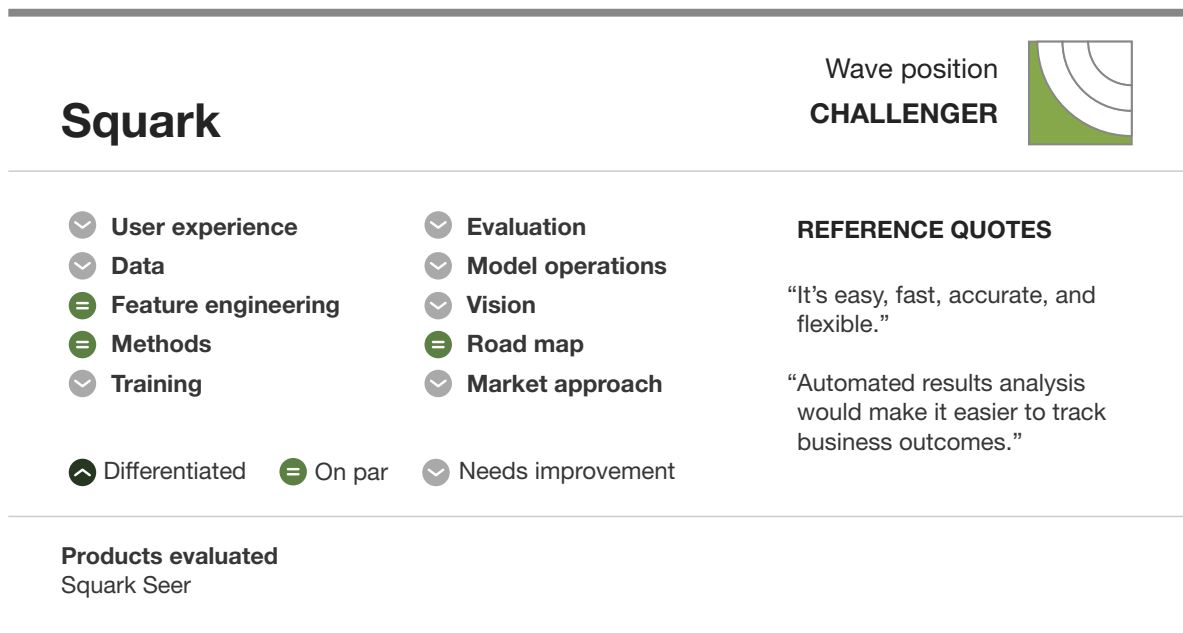 Squark
Wave position
CHALLENGER
User experience
Data
Feature engineering
Methods
Training
Evaluation
Model operations
Vision
Road map
Market approach
Differentiated
On par
Needs improvement
REFERENCE QUOTES
“It’s easy, fast, accurate, and
flexible.”
“Automated results analysis
would make it easier to track
business outcomes.”
Products evaluated
Squark Seer